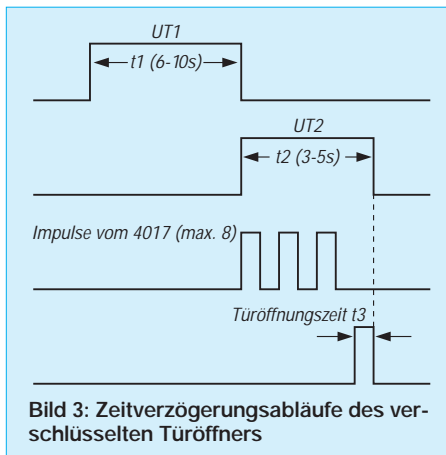 UT1
t1 (6-10s)
UT2
t2 (3-5s)
Impulse vom 4017 (max. 8)
Türöffnungszeit t3
Bild 3: Zeitverzögerungsabläufe des ver-
schlüsselten Türöffners